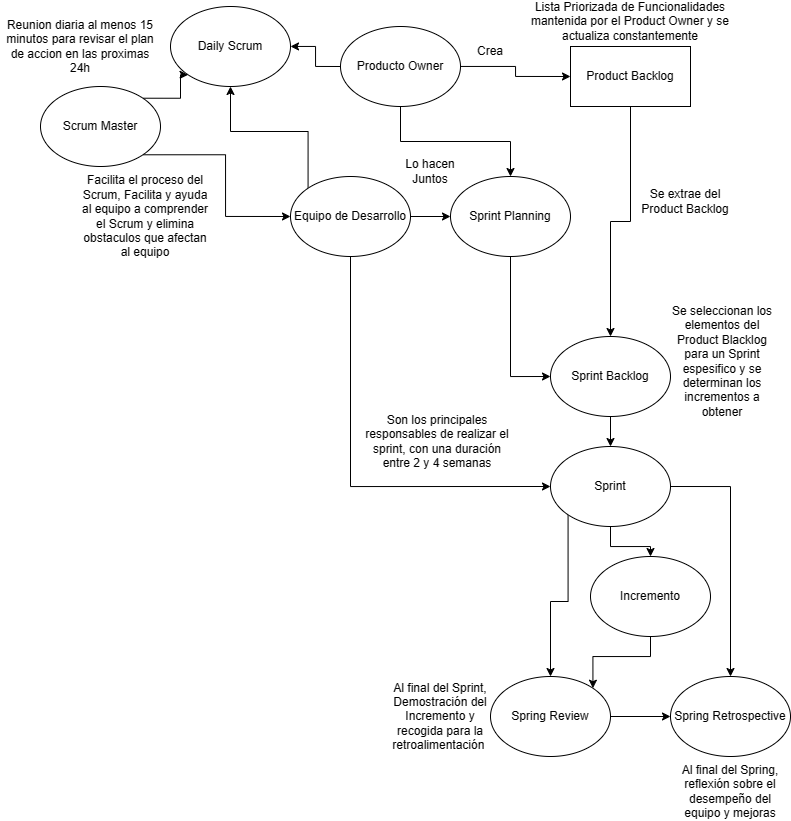 Lista Priorizada de Funcionalidades
mantenida por el Product Owner y se
actualiza constantemente
Reunion diaria al menos 15
minutos para revisar el plan
de accion en las proximas
24h
Daily Scrum
Producto Owner
Crea
Product Backlog
Scrum Master
Facilita el proceso del
Scrum, Facilita y ayuda
al equipo a comprender
el Scrum y elimina
obstaculos que afectan
al equipo
Lo hacen
Juntos
Equipo de Desarrollo
Sprint Planning
Se extrae del
Product Backlog
Sprint Backlog
Se seleccionan los
elementos del
Product Blacklog
para un Sprint
espesifico y se
determinan los
incrementos a
obtener
Son los principales
responsables de realizar el
sprint, con una duración
entre 2 y 4 semanas
Sprint
Incremento
Al final del Sprint,
Demostración del
Incremento y
recogida para la
retroalimentación
Spring Review
Spring Retrospective
Al final del Spring,
reflexión sobre el
desempeño del
equipo y mejoras